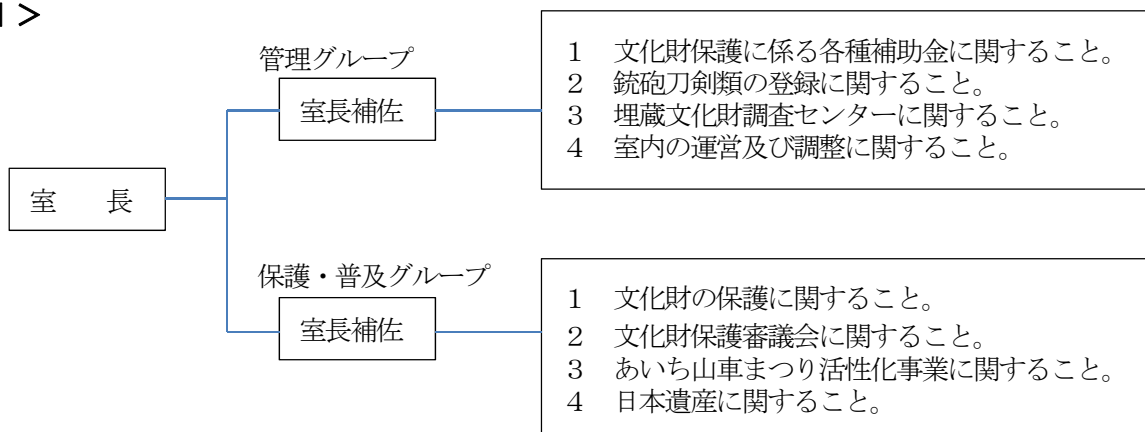 ＞
管理グループ
室長補佐
1　文化財保護に係る各種補助金に関すること。
2　銃砲刀剣類の登録に関すること。
3　埋蔵文化財調査センターに関すること。
4　室内の運営及び調整に関すること。
室　長
保護・普及グループ
室長補佐
1　文化財の保護に関すること。
2　文化財保護審議会に関すること。
3　あいち山車まつり活性化事業に関すること。
4　日本遺産に関すること。